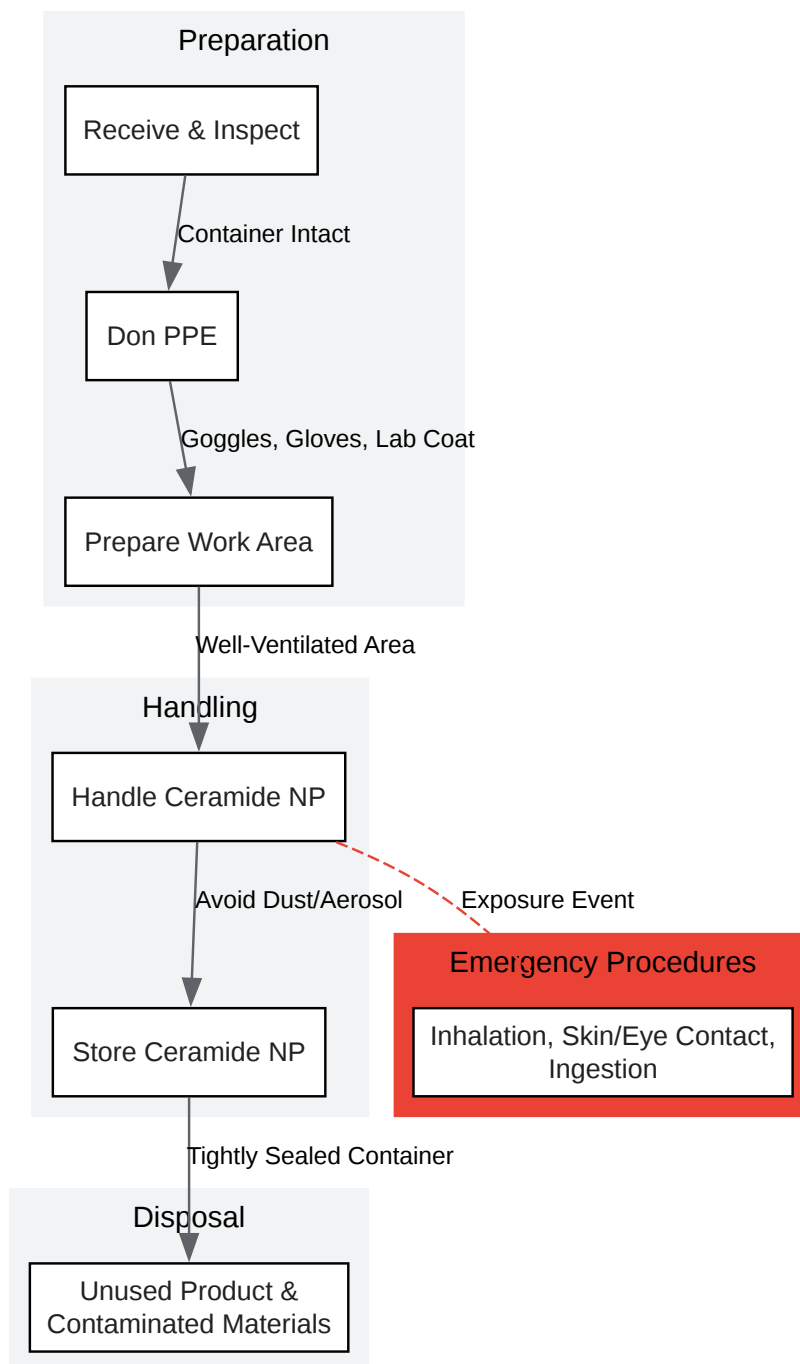 Preparation
Receive & Inspect
Container Intact
Don PPE
Goggles, Gloves, Lab Coat
Prepare Work Area
Well-Ventilated Area
Handling
Handle Ceramide NP
Avoid Dust/Aerosol
Exposure Event
Emergency Procedures
Inhalation, Skin/Eye Contact,
Ingestion
Store Ceramide NP
Tightly Sealed Container
Disposal
Unused Product &
Contaminated Materials